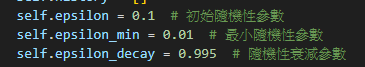 self.epsilon = 0.1  # 初始隨機性參數
self.epsilon_min = 0.01  # 最小隨機性參數
self.epsilon_decay = 0.995  # 隨機性衰減參數